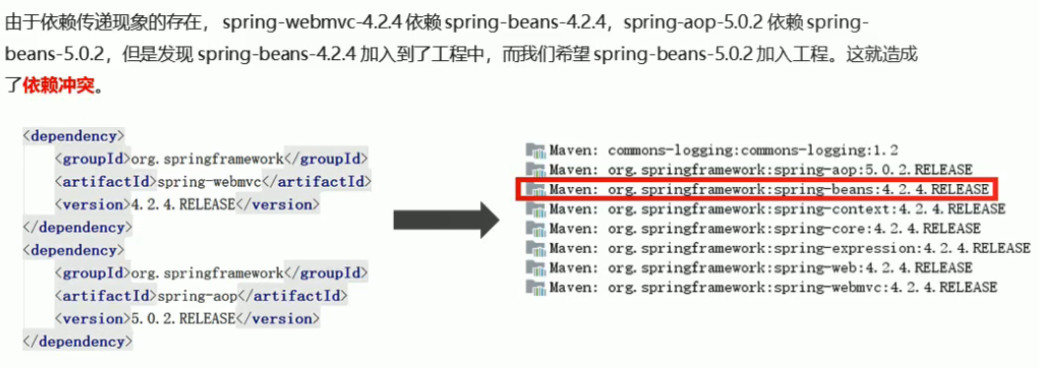 由于依赖传递现象的存在， spring-webmvc-4.2.4 依赖 spring-beans-4.2.4，spring-aop-5.0.2 依赖 spring-
beans-5.0.2，但是发现 spring-beans-4.2.4 加入到了工程中，而我们希望 spring-beans-5.0.2 加入工程。这就造成
了依赖冲突。
<dependency>
<groupId>org.springframework</groupId>
<artifactId>spring-webmvc</artifactId>
<version>4.2.4.RELEASE</version>
</dependency>
<dependency>
<groupId>org.springframework</groupId>
<artifactId>spring-aop</artifactId>
<version>5.0.2.RELEASE</version>
</dependency>
Maven: commons-logging:commons-logging:1.2
Maven: org.springframework:spring-aop:5.0.2.RELEASE
Maven: org.springframework:spring-beans:4.2.4.RELEASE
Maven: org.springframework:spring-context:4.2.4.RELEASE
Maven: org.springframework:spring-core:4.2.4.RELEASE
Maven: org.springframework:spring-expression:4.2.4.RELEASE
Maven: org.springframework:spring-web:4.2.4.RELEASE
Maven: org.springframework:spring-webmvc:4.2.4.RELEASE